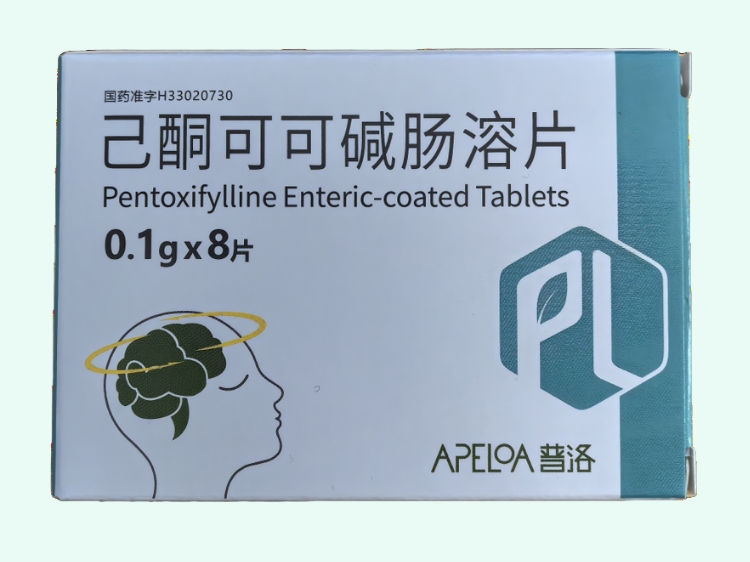 国药准字H33020730
己酮可可碱肠溶片
Pentoxifylline Enteric-coated Tablets
0.1g x 8片
PL
APELOA 普洛